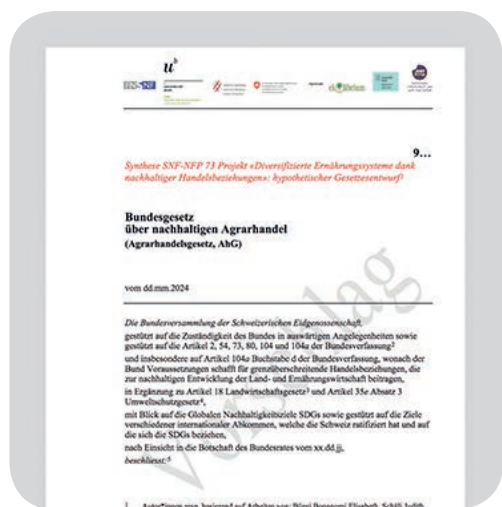 u^b
9…
Synthese SNF-NFP 73 Projekt «Diversifizierte Ernährungssysteme dank
nachhaltiger Handelsbeziehungen»: hypothetischer Gesetzesentwurf¹
Bundesgesetz
über nachhaltigen Agrarhandel
(Agrarhandelsgesetz, AhG)
vom dd.mm.2024
Die Bundesversammlung der Schweizerischen Eidgenossenschaft,
gestützt auf die Zuständigkeit des Bundes in auswärtigen Angelegenheiten sowie
gestützt auf die Artikel 2, 54, 73, 80, 104 und 104a der Bundesverfassung²
und insbesondere auf Artikel 104a Buchstabe d der Bundesverfassung, wonach der
Bund Voraussetzungen schafft für grenzüberschreitende Handelsbeziehungen, die
zur nachhaltigen Entwicklung der Land- und Ernährungswirtschaft beitragen,
in Ergänzung zu Artikel 18 Landwirtschaftsgesetz³ und Artikel 35e Absatz 3
Umweltschutzgesetz⁴,
mit Blick auf die Globalen Nachhaltigkeitsziele SDGs sowie gestützt auf die Ziele
verschiedener internationaler Abkommen, welche die Schweiz ratifiziert hat und auf
die sich die SDGs beziehen,
nach Einsicht in die Botschaft des Bundesrates vom xx.dd.jj,
beschliesst:⁵
Vorschlag